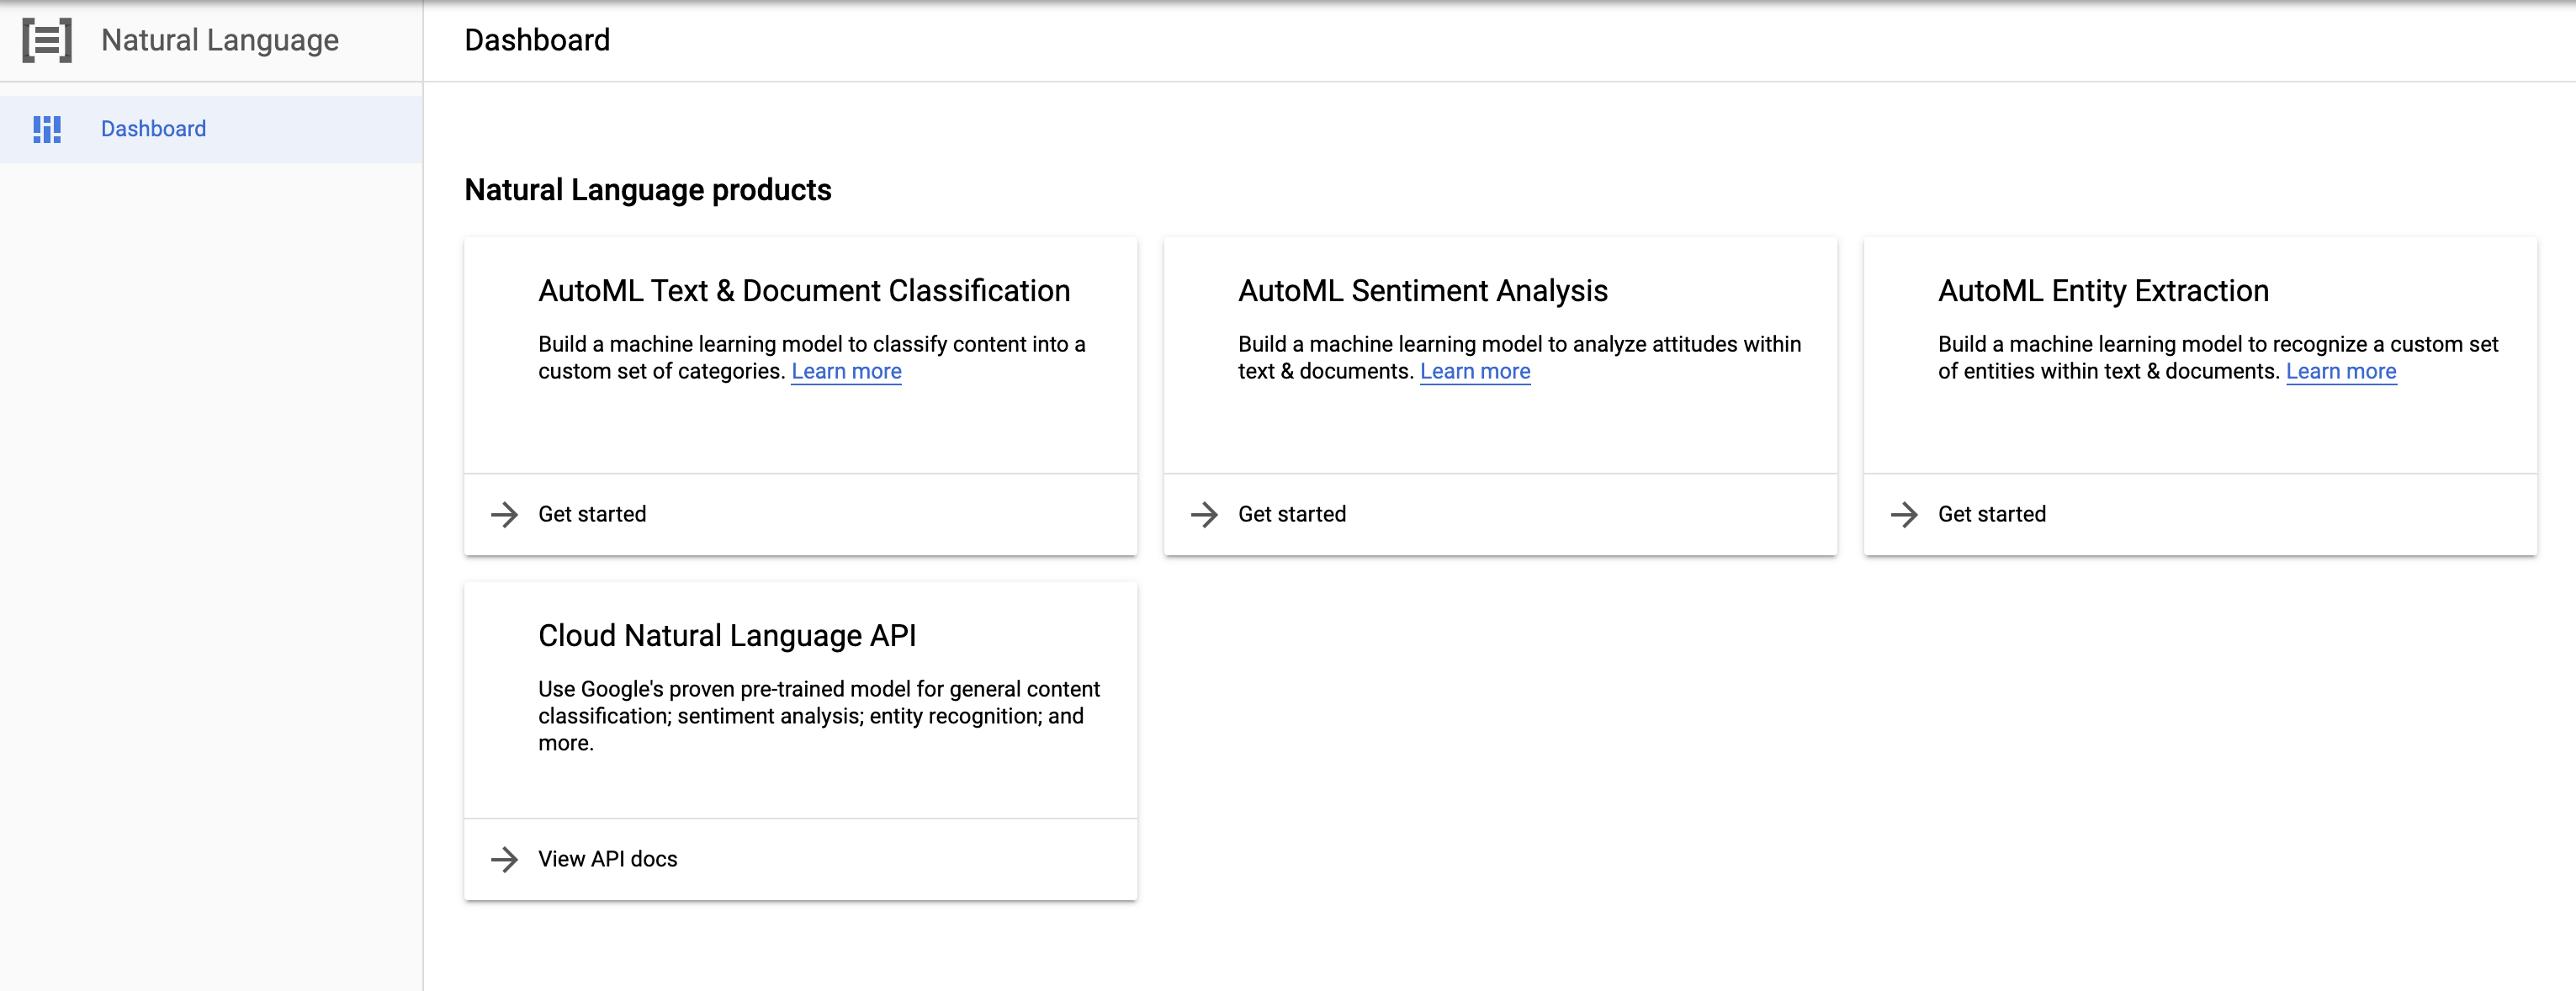 Natural Language
Dashboard
Dashboard
Natural Language products
AutoML Text & Document Classification
Build a machine learning model to classify content into a
custom set of categories. Learn more
Get started
AutoML Sentiment Analysis
Build a machine learning model to analyze attitudes within
text & documents. Learn more
Get started
AutoML Entity Extraction
Build a machine learning model to recognize a custom set
of entities within text & documents. Learn more
Get started
Cloud Natural Language API
Use Google's proven pre-trained model for general content
classification; sentiment analysis; entity recognition; and
more.
View API docs